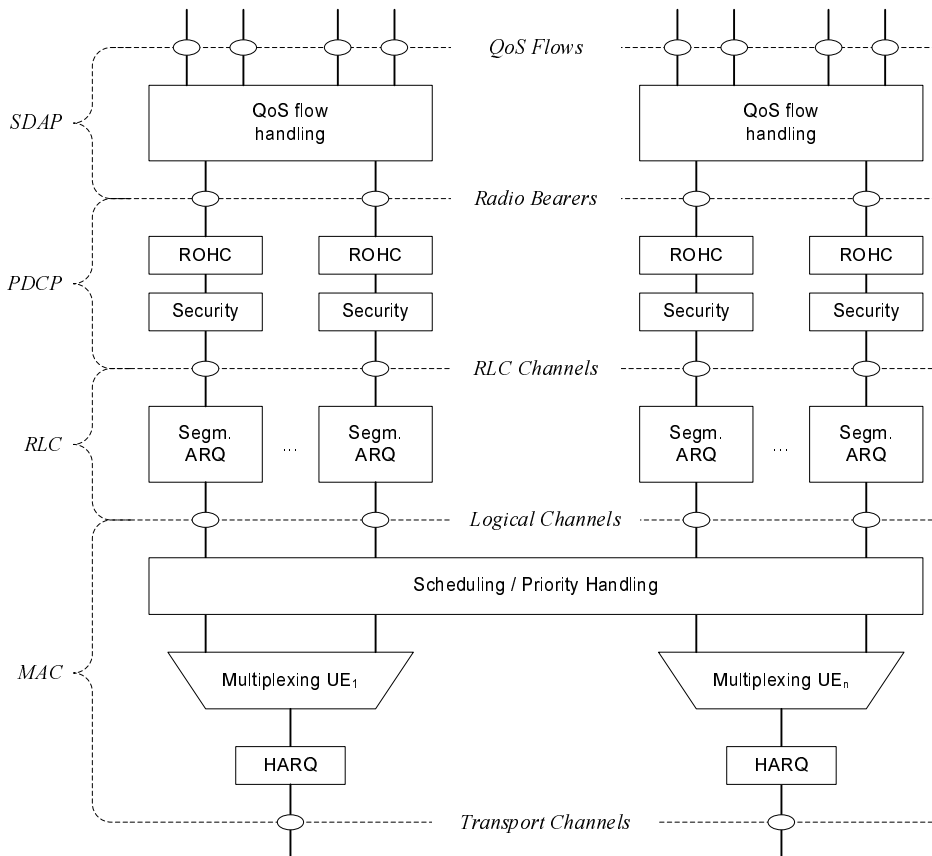 QoS Flows
QoS flow
handling
QoS flow
handling
SDAP
Radio Bearers
ROHC
ROHC
ROHC
ROHC
PDCP
Security
Security
Security
Security
RLC Channels
Segm.
ARQ
...
Segm.
ARQ
Segm.
ARQ
...
Segm.
ARQ
RLC
Logical Channels
Scheduling / Priority Handling
MAC
Multiplexing UE1
Multiplexing UEn
HARQ
HARQ
Transport Channels